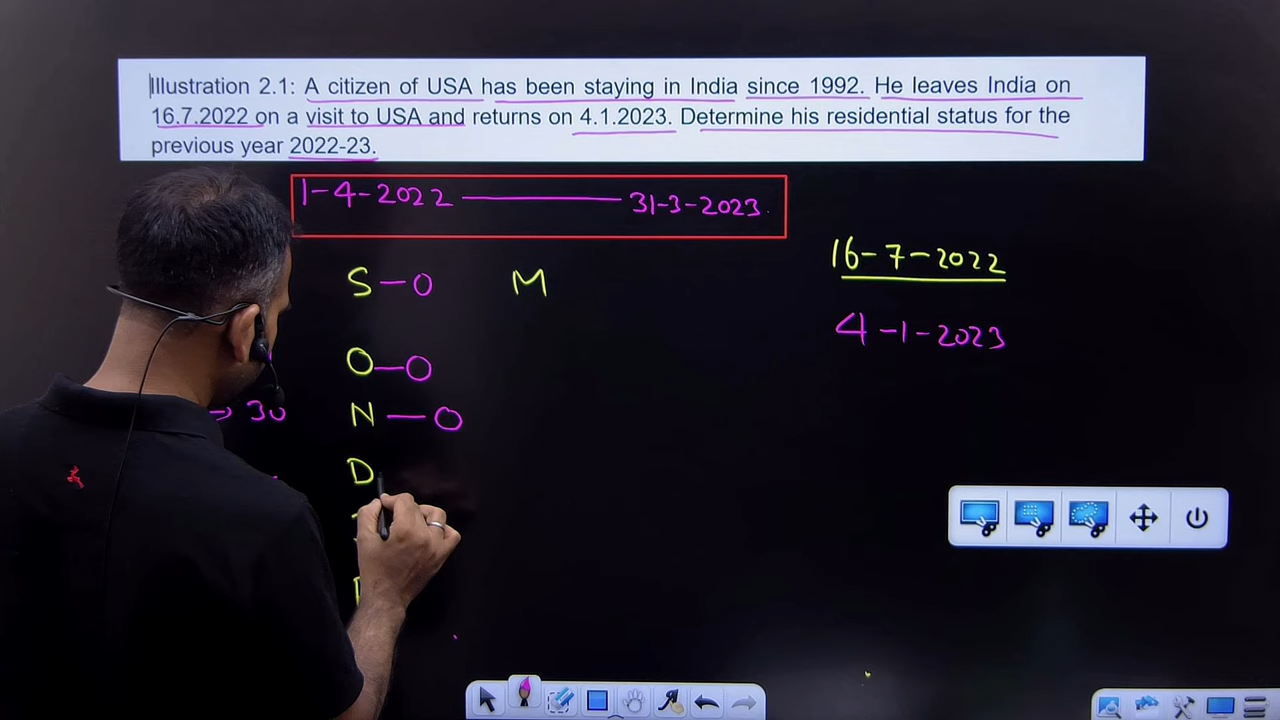 Illustration 2.1: A citizen of USA has been staying in India since 1992. He leaves India on
16.7.2022 on a visit to USA and returns on 4.1.2023. Determine his residential status for the
previous year 2022-23.
1-4-2022 — 31-3-2023.
S - 0 M
O - 0
→ 30 N - 0
D
16-7-2022
4-1-2023